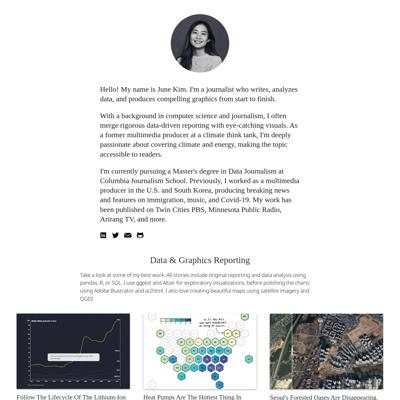 Hello! My name is June Kim. I'm a journalist who writes, analyzes
data, and produces compelling graphics from start to finish.
With a background in computer science and journalism, I often
merge rigorous data-driven reporting with eye-catching visuals. As
a former multimedia producer at a climate think tank, I'm deeply
passionate about covering climate and energy, making the topic
accessible to readers.
I'm currently pursuing a Master's degree in Data Journalism at
Columbia Journalism School. Previously, I worked as a multimedia
producer in the U.S. and South Korea, producing breaking news
and features on immigration, music, and Covid-19. My work has
been published on Twin Cities PBS, Minnesota Public Radio,
Arirang TV, and more.
Data & Graphics Reporting
Take a look at some of my best work. All stories include original reporting and data analysis using
pandas, R, or SQL. I use ggplot and Altair for exploratory visualizations, before polishing the charts
using Adobe Illustrator and ai2html. I also love creating beautiful maps using satellite imagery and
QGIS!
Follow The Lifecycle Of The Lithium-Ion
Heat Pumps Are The Hottest Thing In
Seoul's Forested Oases Are Disappearing,